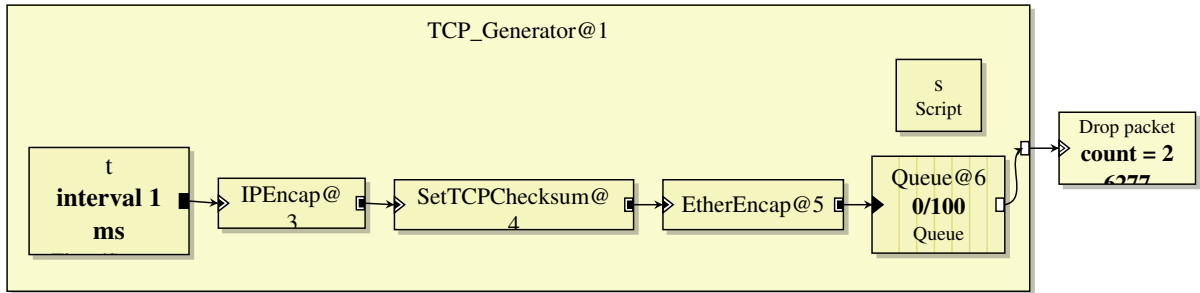 TCP_Generator@1
s
Script
t
interval 1
ms
IPEncap@
3
SetTCPChecksum@
4
EtherEncap@5
Queue@6
0/100
Queue
Drop packet
count = 2
6277